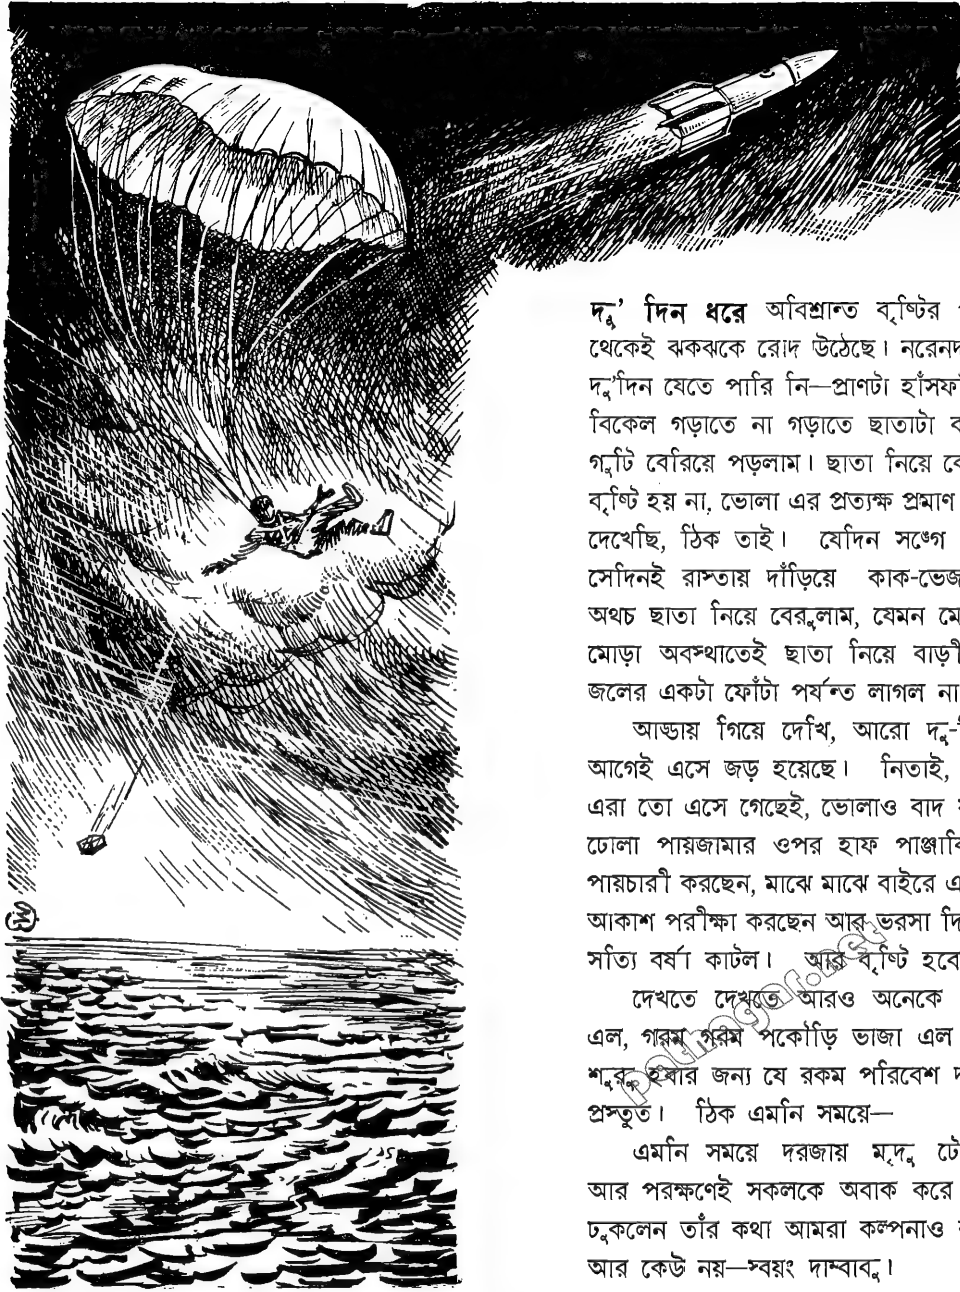 দু' দিন ধরে অবিশ্রান্ত বৃষ্টির
থেকেই ঝকঝকে রোদ উঠেছে। নরেনদ
দু'দিন যেতে পারি নি—প্রাণটা হাঁসফা
বিকেল গড়াতে না গড়াতে ছাতাটা ব
গুটি বেরিয়ে পড়লাম। ছাতা নিয়ে বে
বৃষ্টি হয় না, ভোলা এর প্রত্যক্ষ প্রমাণ
দেখেছি, ঠিক তাই। যেদিন সঙ্গে
সেদিনই রাস্তায় দাঁড়িয়ে কাক-ভেজ
অথচ ছাতা নিয়ে বেরুলাম, যেমন মো
মোড়া অবস্থাতেই ছাতা নিয়ে বাড়ী
জলের একটা ফোঁটা পর্যন্ত লাগল না
আড্ডায় গিয়ে দেখি, আরো দু-
আগেই এসে জড় হয়েছে। নিতাই,
এরা তো এসে গেছেই, ভোলাও বাদ
ঢোলা পায়জামার ওপর হাফ পাঞ্জাবি
পায়চারী করছেন, মাঝে মাঝে বাইরে এ
আকাশ পরীক্ষা করছেন আর ভরসা দি
সত্যি বর্ষা কাটল। আর বৃষ্টি হবে
দেখতে দেখতে আরও অনেকে
এল, গরম গরম পকৌড়ি ভাজা এল
শুরু হবার জন্য যে রকম পরিবেশ দ
প্রস্তুত। ঠিক এমনি সময়ে—
এমনি সময়ে দরজায় মৃদু টো
আর পরক্ষণেই সকলকে অবাক করে
ঢুকলেন তাঁর কথা আমরা কল্পনাও
আর কেউ নয়—স্বয়ং দাম্বাবু।
pathagar.net